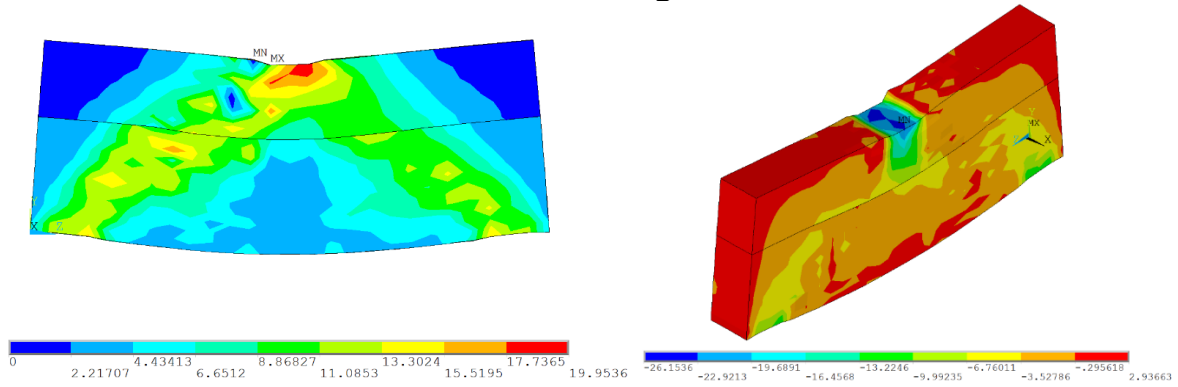 MN
MX
Y
X Z
0 4.43413 8.86827 13.3024 17.7365
2.21707 6.6512 11.0853 15.5195 19.9536
MN
Y
MX
Z
X
-26.1536 -19.6891 -13.2246 -6.76011 -.295618
-22.9213 -16.4568 -9.99235 -3.52786 2.93663